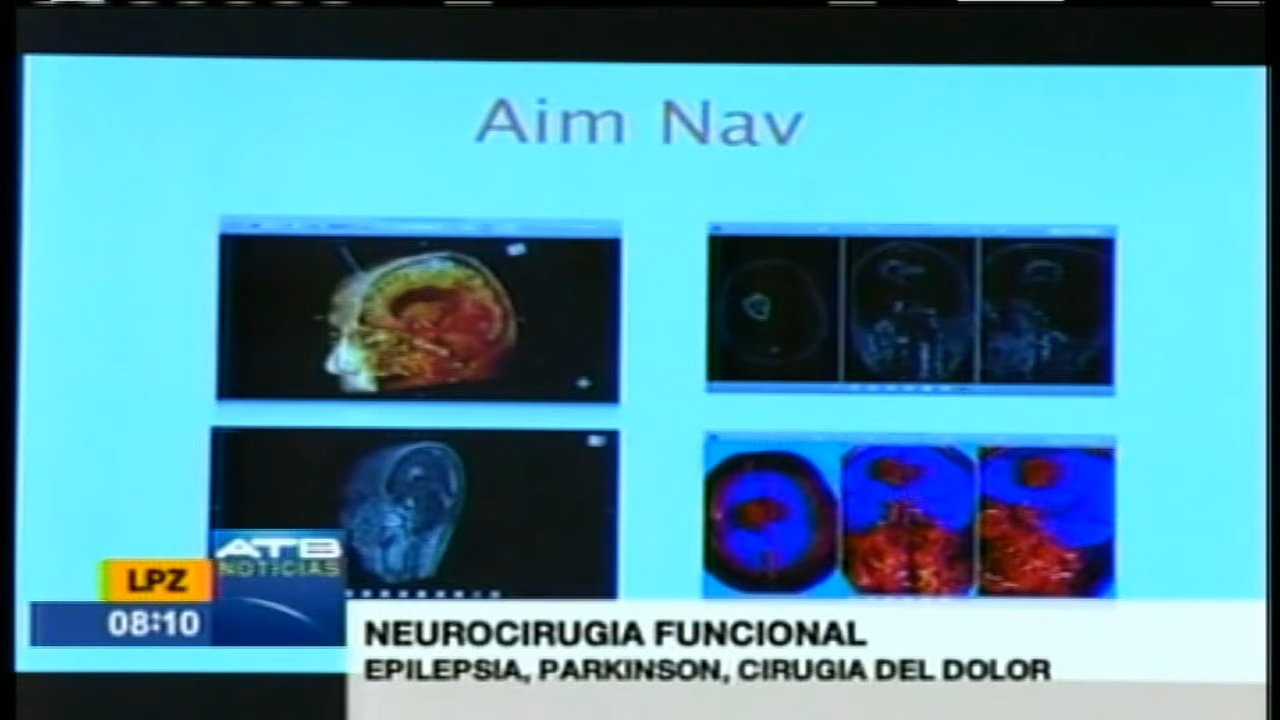 Aim Nav
ATB
NOTICIAS
LPZ
08:10
NEUROCIRUGIA FUNCIONAL
EPILEPSIA, PARKINSON, CIRUGIA DEL DOLOR